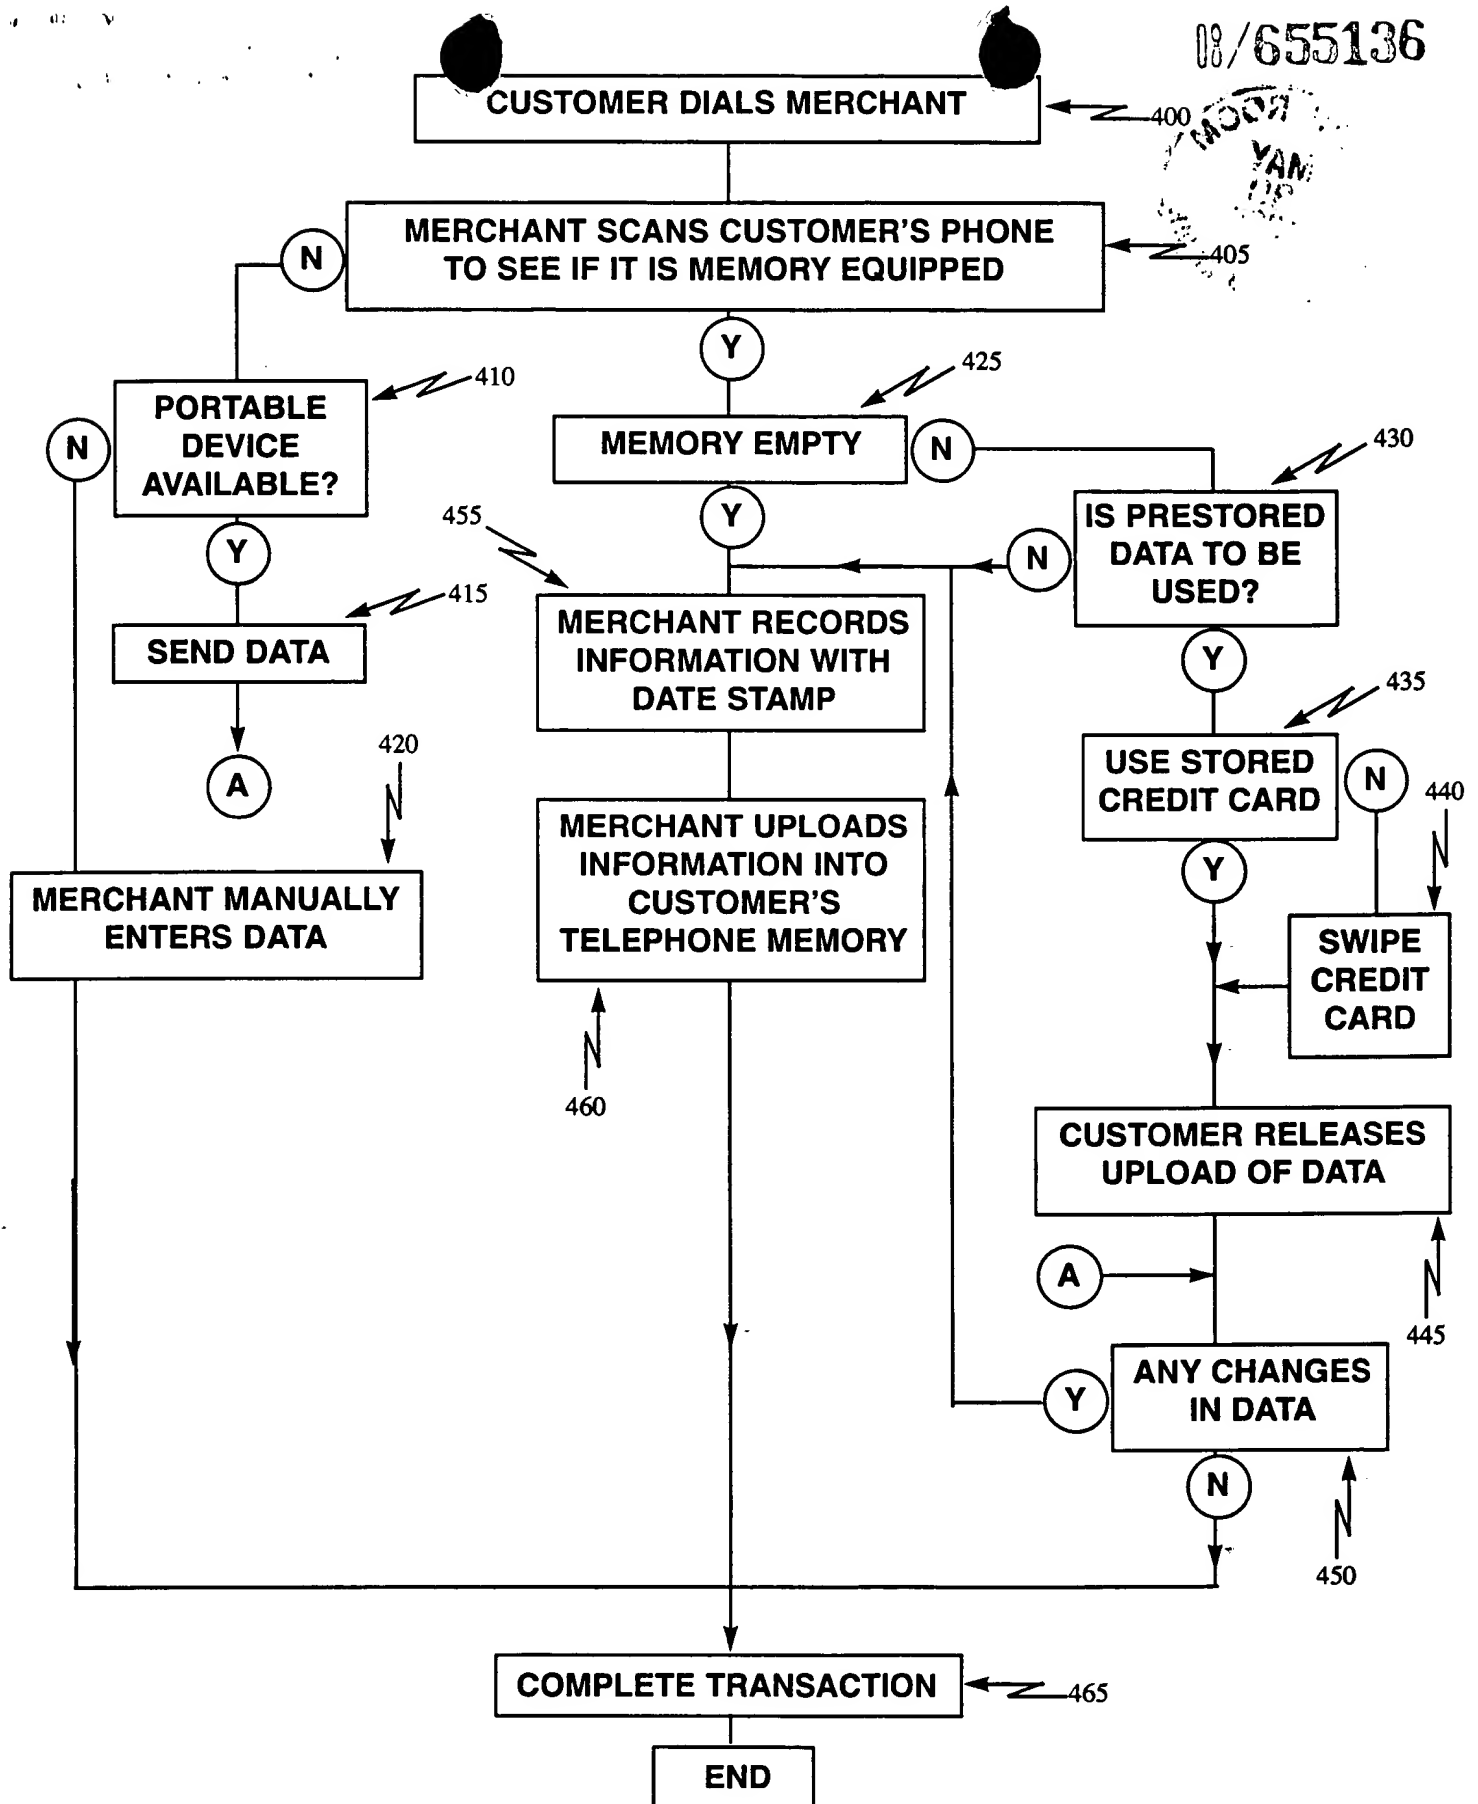 08/655136
CUSTOMER DIALS MERCHANT
400
MERCHANT SCANS CUSTOMER'S PHONE
TO SEE IF IT IS MEMORY EQUIPPED
405
N
Y
410
425
PORTABLE
DEVICE
AVAILABLE?
N
MEMORY EMPTY
N
430
Y
Y
455
IS PRESTORED
DATA TO BE
USED?
N
415
SEND DATA
MERCHANT RECORDS
INFORMATION WITH
DATE STAMP
Y
435
420
A
USE STORED
CREDIT CARD
N
440
MERCHANT UPLOADS
INFORMATION INTO
CUSTOMER'S
TELEPHONE MEMORY
Y
MERCHANT MANUALLY
ENTERS DATA
SWIPE
CREDIT
CARD
460
CUSTOMER RELEASES
UPLOAD OF DATA
A
445
ANY CHANGES
IN DATA
Y
N
450
COMPLETE TRANSACTION
465
END